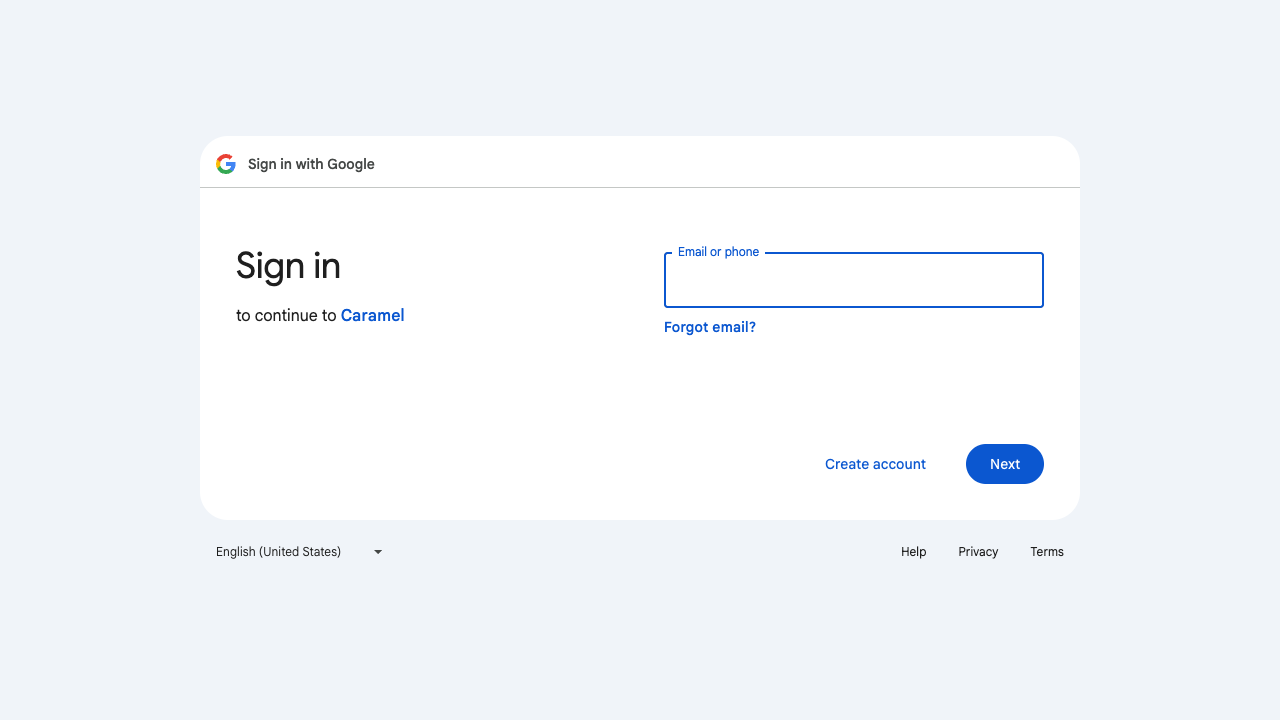 Sign in with Google
Sign in
to continue to Caramel
Email or phone
Forgot email?
Create account
Next
English (United States)
Help
Privacy
Terms